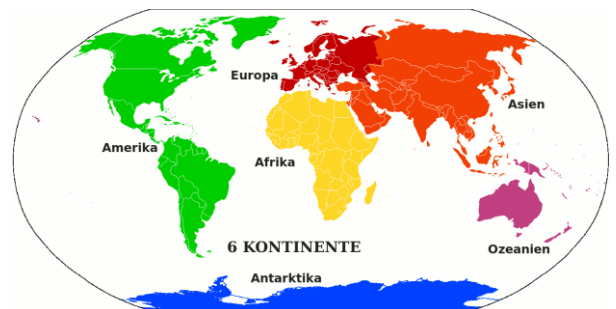 Europa
Asien
Amerika
Afrika
6 KONTINENTE
Ozeanien
Antarktika